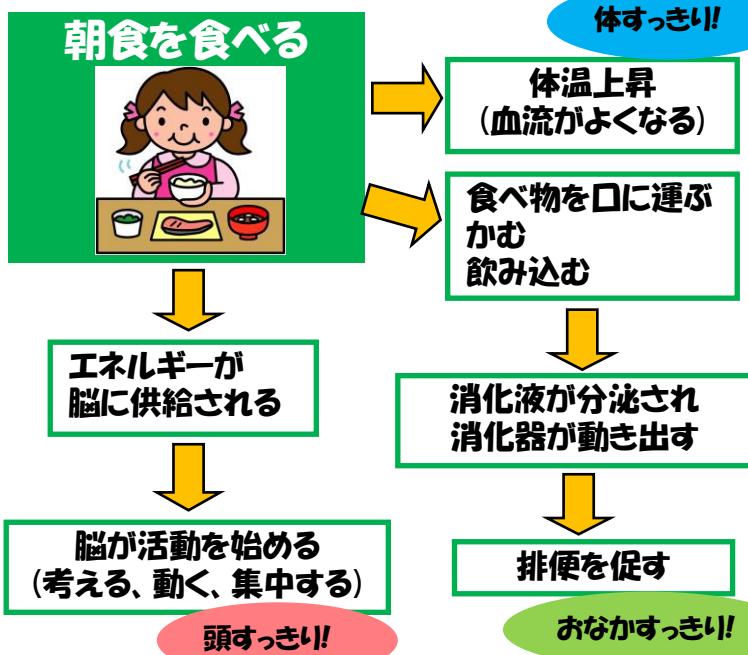 朝食を食べる
体すっきり!
体温上昇
(血流がよくなる)
食べ物を口に運ぶ
かむ
飲み込む
エネルギーが
脳に供給される
消化液が分泌され
消化器が動き出す
脳が活動を始める
(考える、動く、集中する)
排便を促す
頭すっきり!
おなかすっきり!